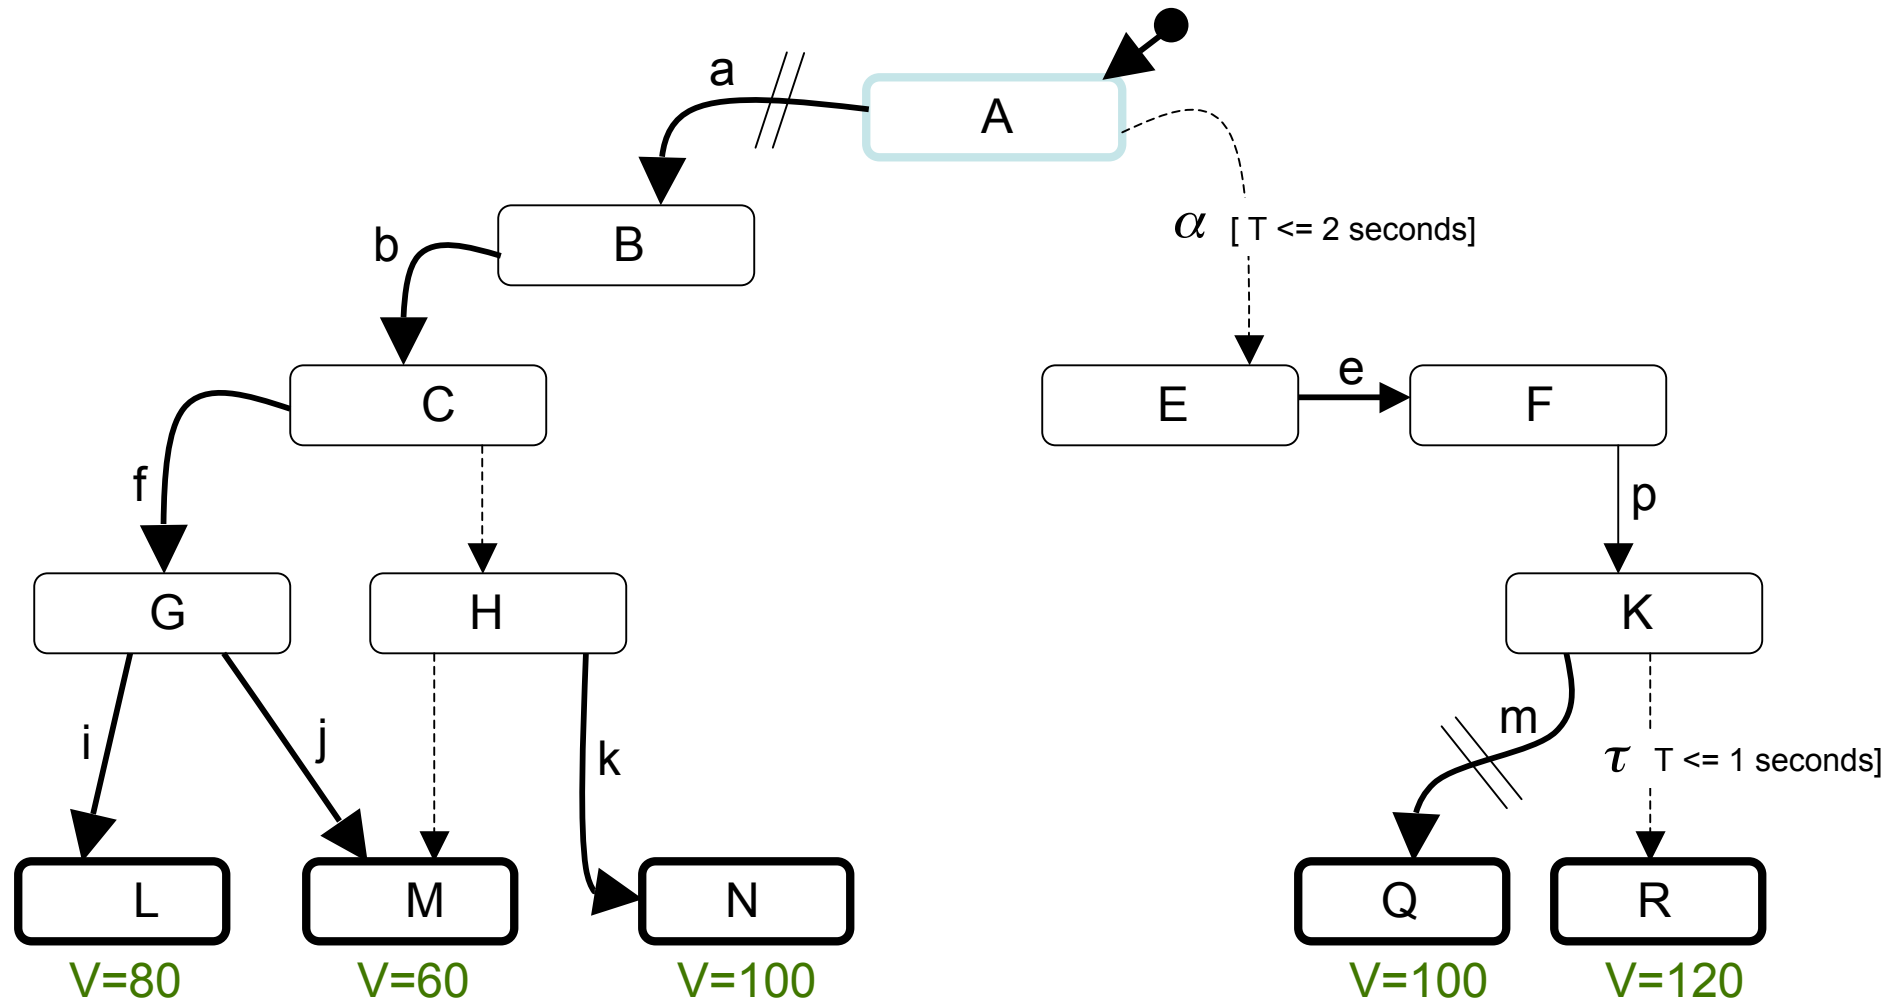 a
A
B
b
α [ T <= 2 seconds]
C
E
e
F
f
p
G
H
K
i
j
k
m
τ T <= 1 seconds]
L
M
N
Q
R
V=80
V=60
V=100
V=100
V=120